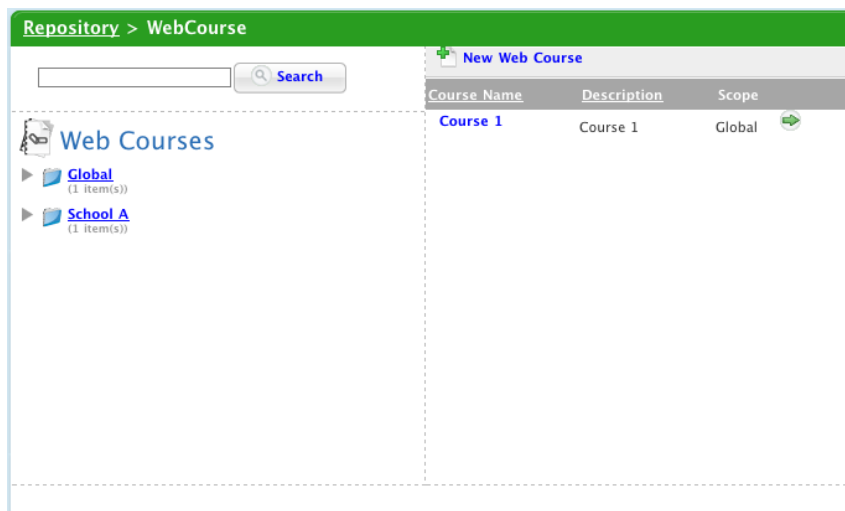 Repository > WebCourse
Search
Web Courses
Global
(1 item(s))
School A
(1 item(s))
New Web Course
Course Name Description Scope
Course 1 Course 1 Global